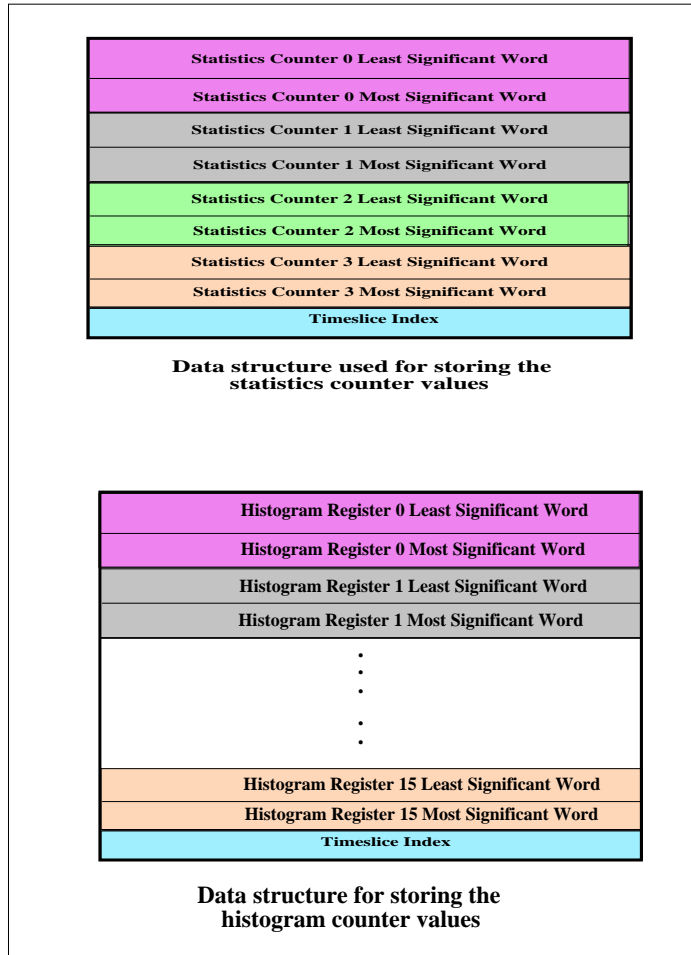 Statistics Counter 0 Least Significant Word
Statistics Counter 0 Most Significant Word
Statistics Counter 1 Least Significant Word
Statistics Counter 1 Most Significant Word
Statistics Counter 2 Least Significant Word
Statistics Counter 2 Most Significant Word
Statistics Counter 3 Least Significant Word
Statistics Counter 3 Most Significant Word
Timeslice Index
Data structure used for storing the
statistics counter values
Histogram Register 0 Least Significant Word
Histogram Register 0 Most Significant Word
Histogram Register 1 Least Significant Word
Histogram Register 1 Most Significant Word
Histogram Register 15 Least Significant Word
Histogram Register 15 Most Significant Word
Timeslice Index
Data structure for storing the
histogram counter values